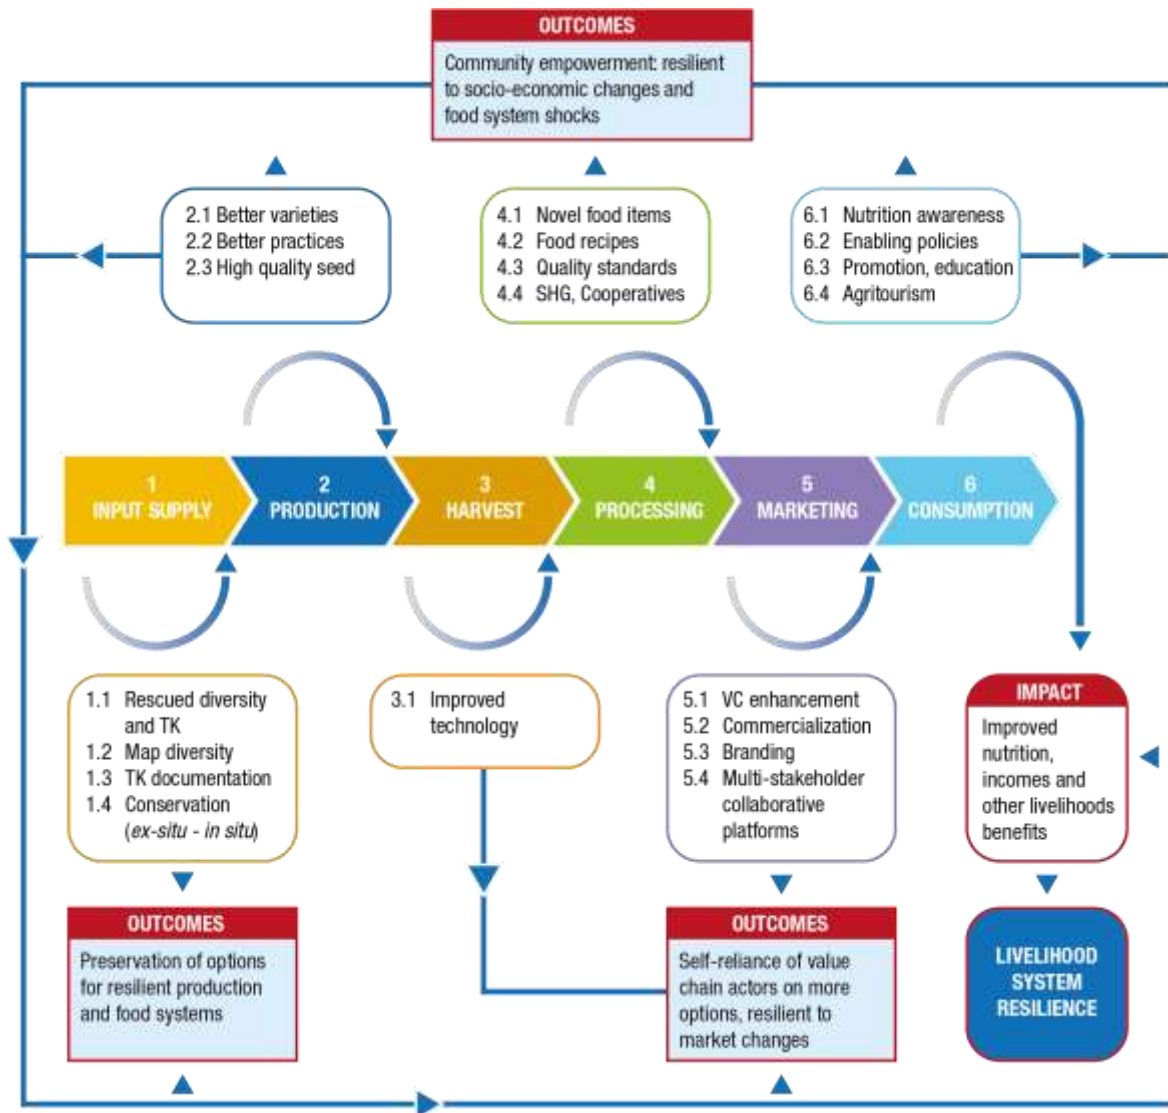 OUTCOMES
Community empowerment: resilient
to socio-economic changes and
food system shocks
2.1 Better varieties
2.2 Better practices
2.3 High quality seed
4.1 Novel food items
4.2 Food recipes
4.3 Quality standards
4.4 SHG, Cooperatives
6.1 Nutrition awareness
6.2 Enabling policies
6.3 Promotion, education
6.4 Agritourism
1
INPUT SUPPLY
2
PRODUCTION
3
HARVEST
4
PROCESSING
5
MARKETING
6
CONSUMPTION
1.1 Rescued diversity
and TK
1.2 Map diversity
1.3 TK documentation
1.4 Conservation
(ex-situ - in situ)
3.1 Improved
technology
5.1 VC enhancement
5.2 Commercialization
5.3 Branding
5.4 Multi-stakeholder
collaborative
platforms
IMPACT
Improved
nutrition,
incomes and
other livelihoods
benefits
OUTCOMES
Preservation of options
for resilient production
and food systems
OUTCOMES
Self-reliance of value
chain actors on more
options, resilient to
market changes
LIVELIHOOD
SYSTEM
RESILIENCE